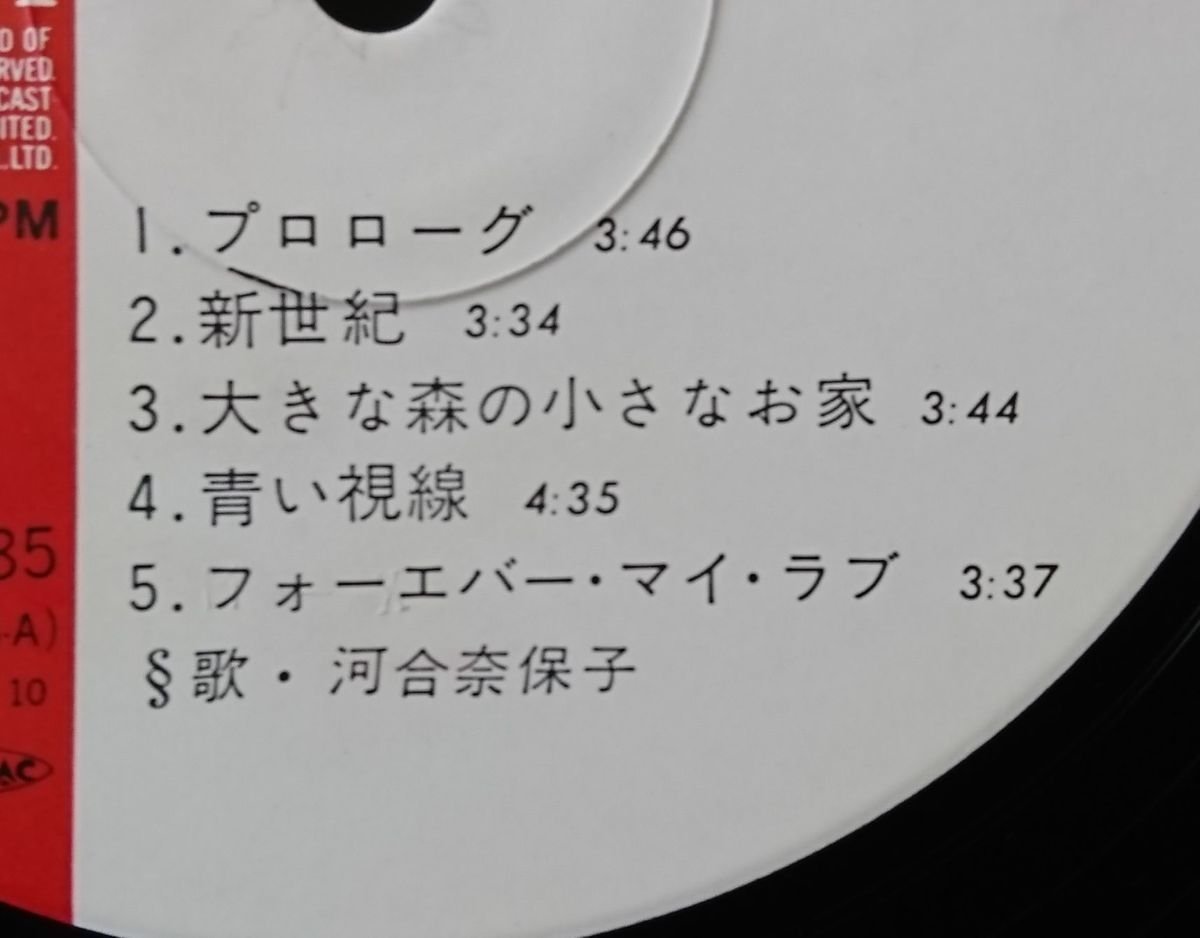 D OF
RVED.
CAST
ITED.
.,LTD.
PM
1.プロローグ 3:46
2.新世紀 3:34
3.大きな森の小さなお家 3:44
4.青い視線 4:35
35
5.フォーエバー・マイ・ラブ 3:37
-A)
§歌・河合奈保子
10
AC